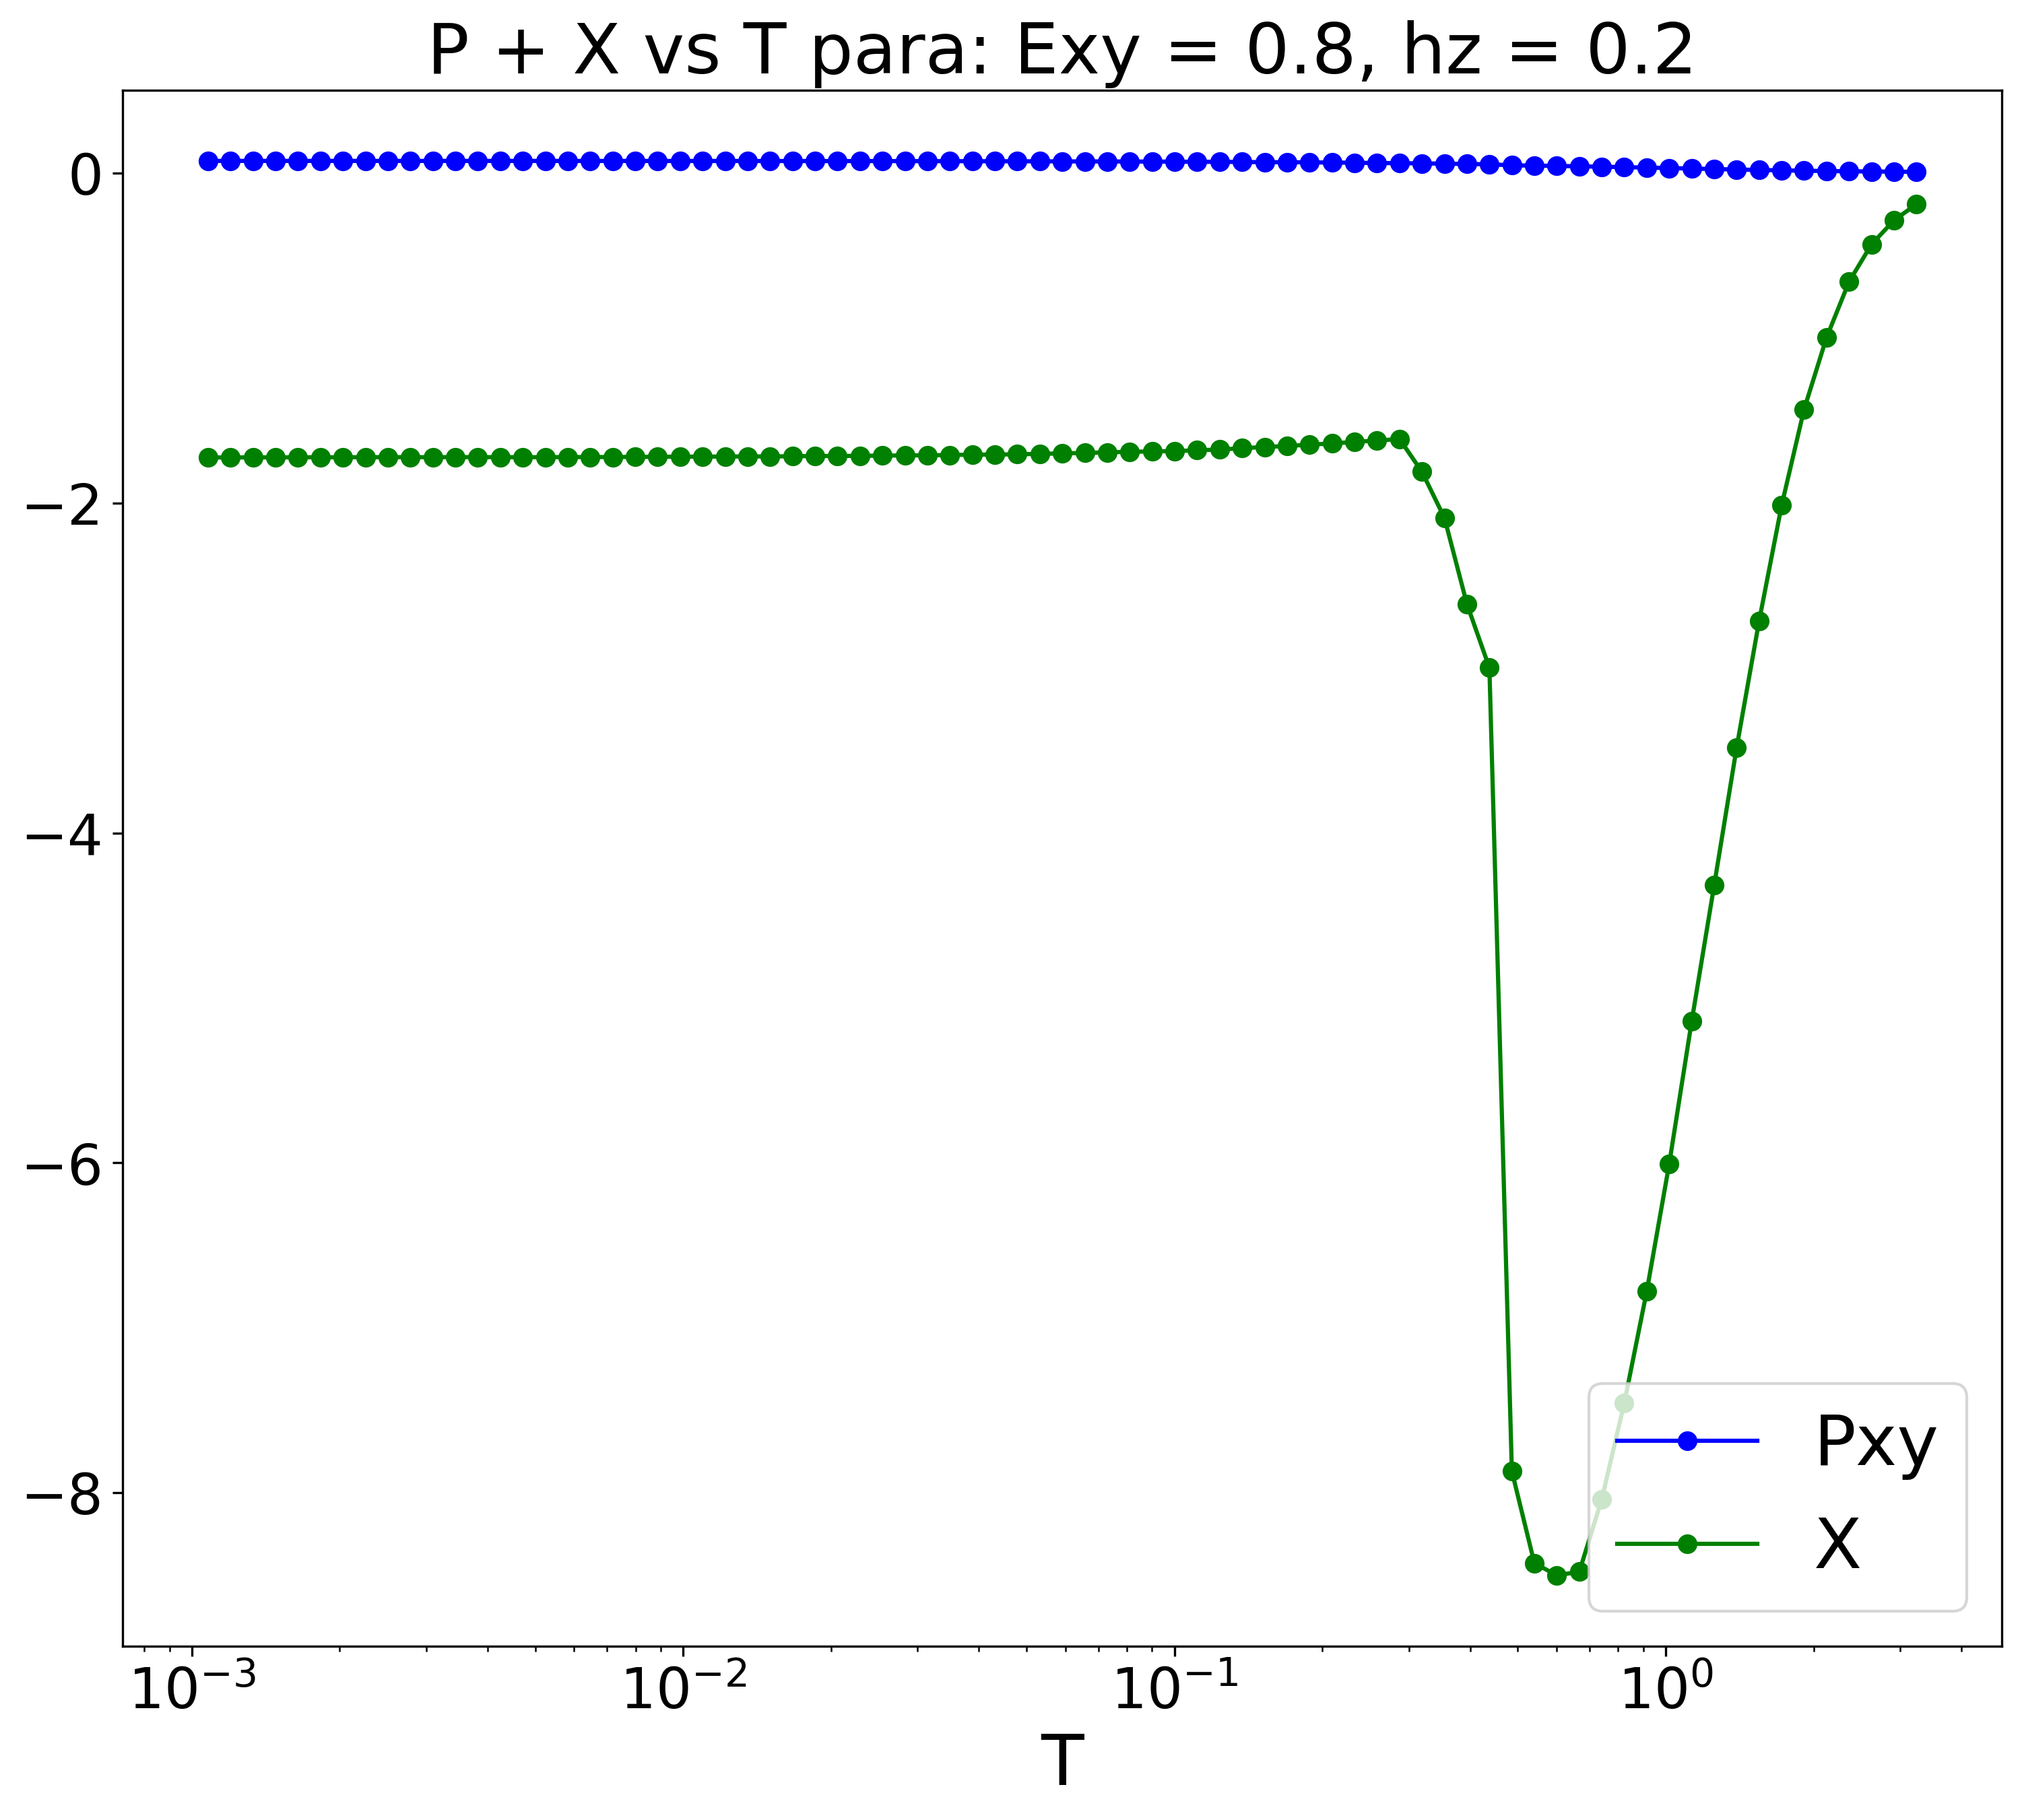 P + X vs T para: Exy = 0.8, hz = 0.2
0
−2
−4
−6
−8
Pxy
X
10⁻³ 10⁻² 10⁻¹ 10⁰
T